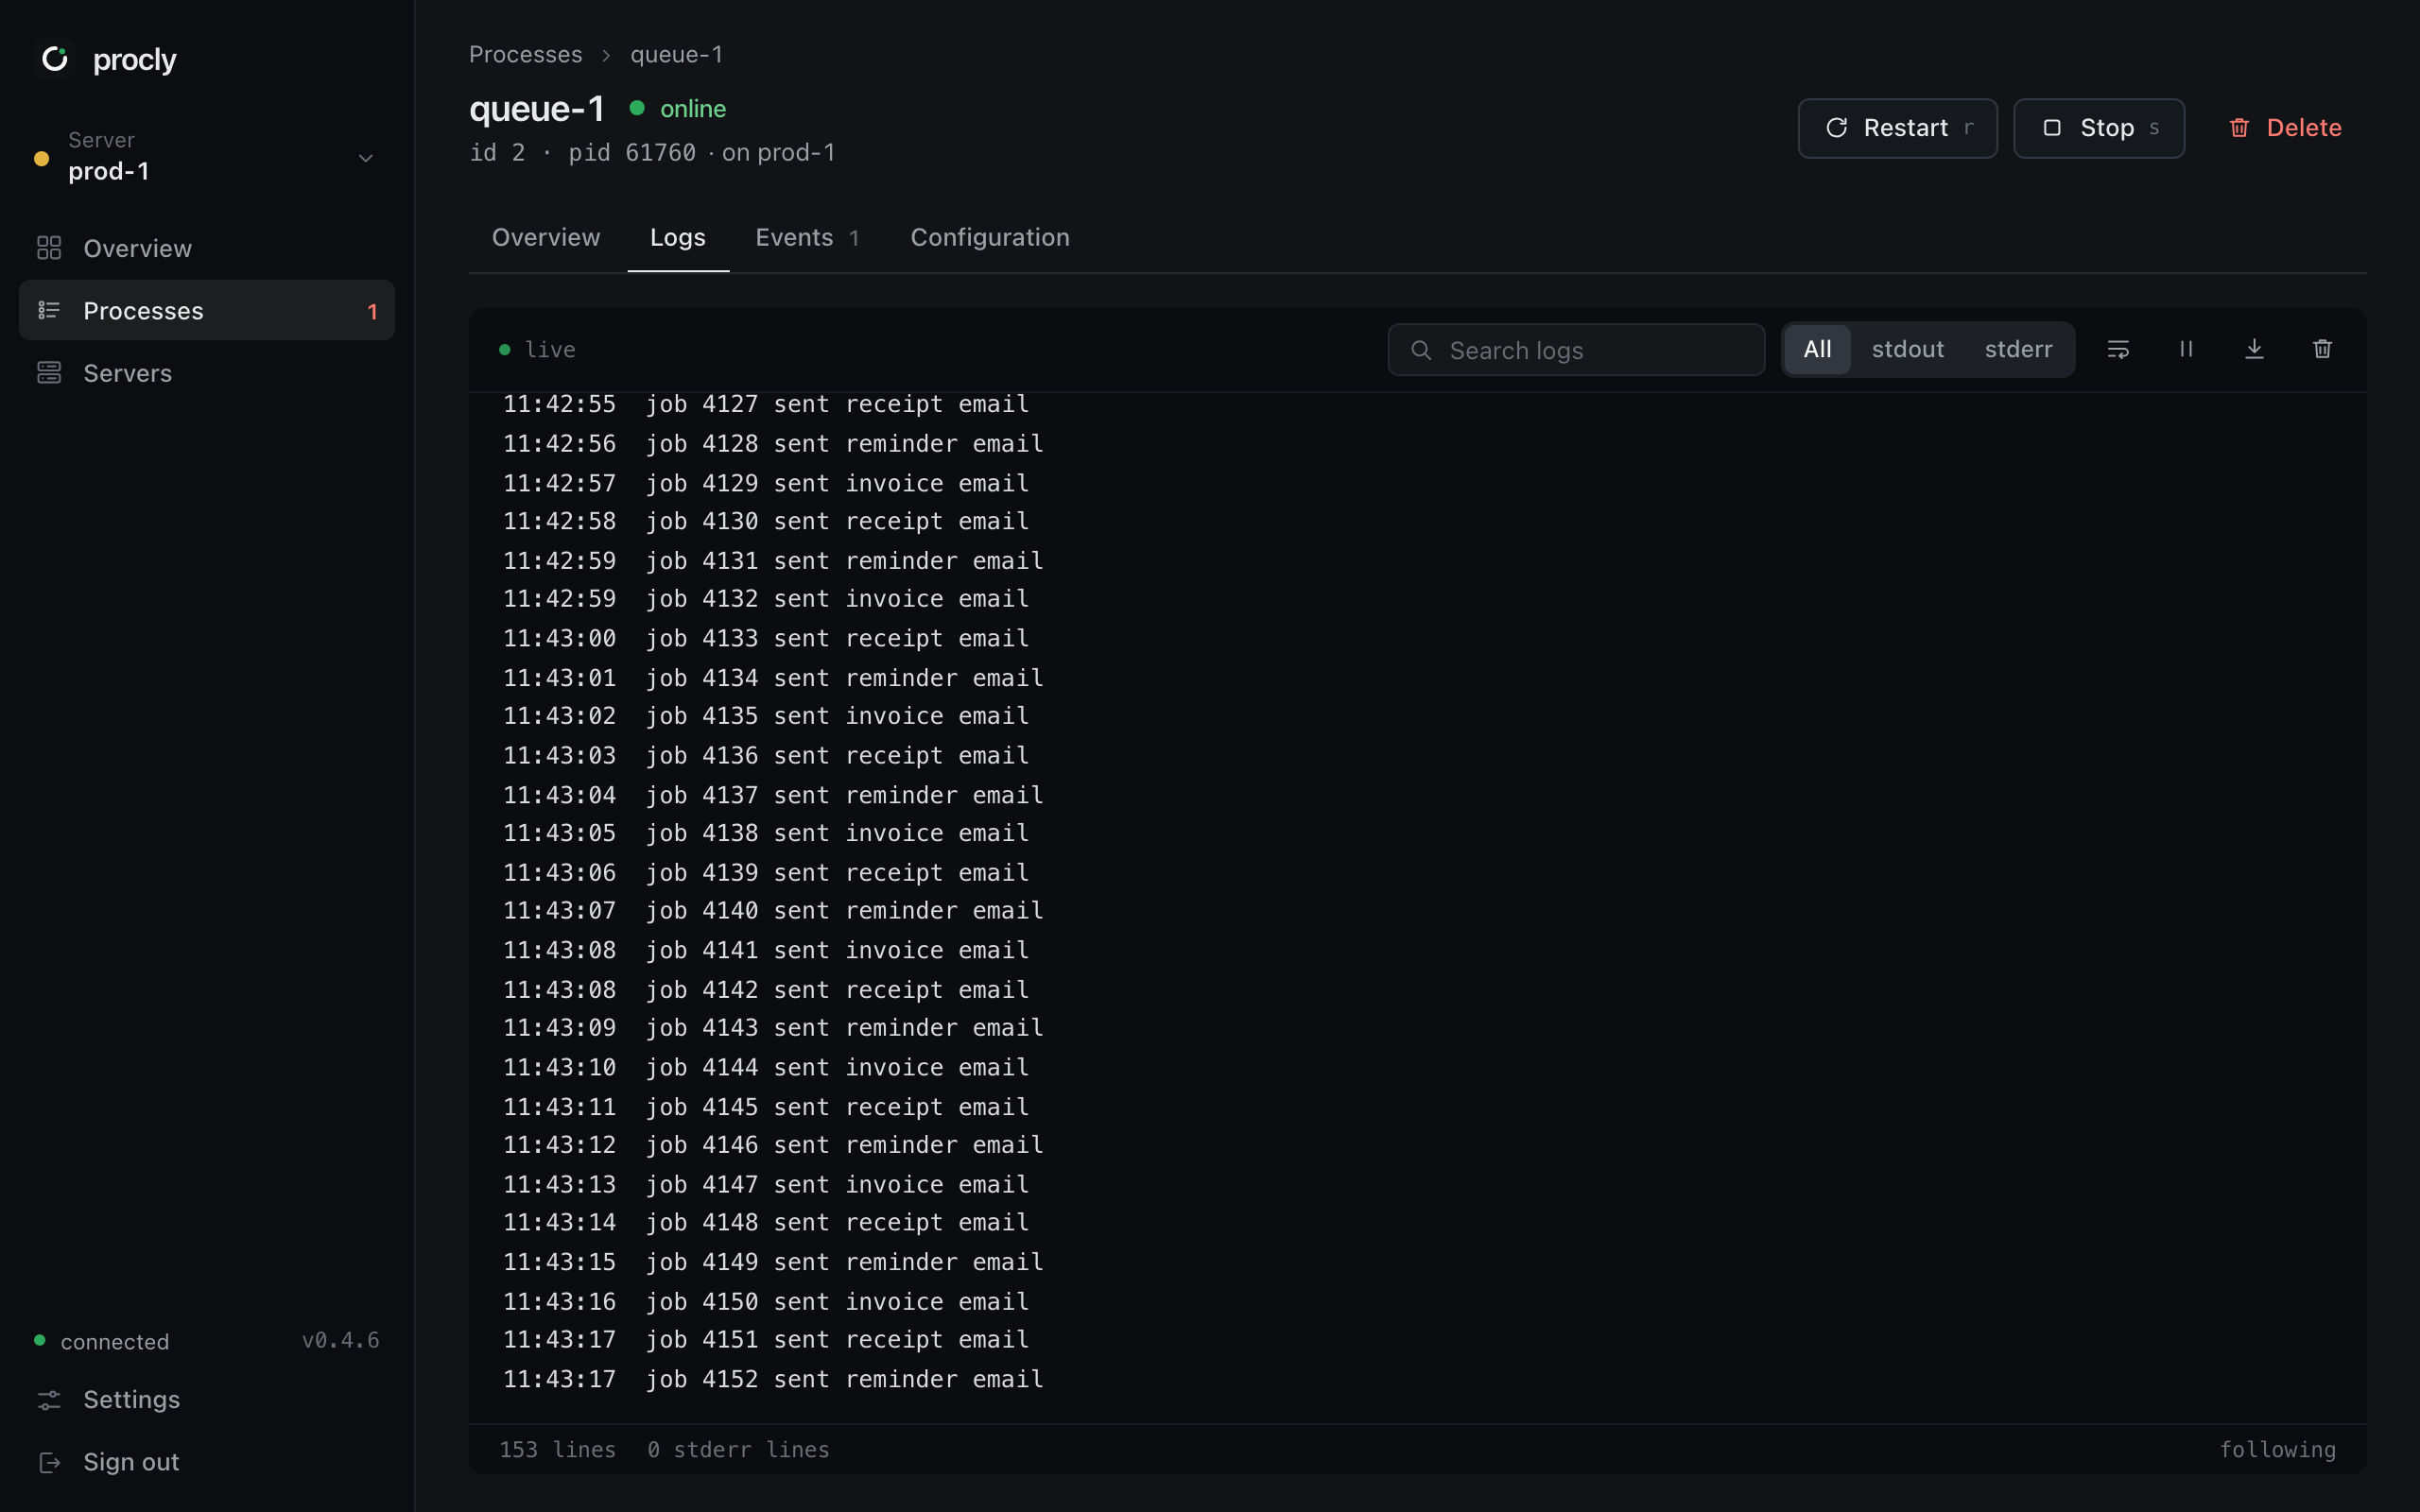 procly
Server
prod-1
Overview
Processes 1
Servers
connected v0.4.6
Settings
Sign out
Processes › queue-1
queue-1 online
id 2 · pid 61760 · on prod-1
Restart r Stop s Delete
Overview Logs Events 1 Configuration
live Search logs All stdout stderr
11:42:55 job 4127 sent receipt email
11:42:56 job 4128 sent reminder email
11:42:57 job 4129 sent invoice email
11:42:58 job 4130 sent receipt email
11:42:59 job 4131 sent reminder email
11:42:59 job 4132 sent invoice email
11:43:00 job 4133 sent receipt email
11:43:01 job 4134 sent reminder email
11:43:02 job 4135 sent invoice email
11:43:03 job 4136 sent receipt email
11:43:04 job 4137 sent reminder email
11:43:05 job 4138 sent invoice email
11:43:06 job 4139 sent receipt email
11:43:07 job 4140 sent reminder email
11:43:08 job 4141 sent invoice email
11:43:08 job 4142 sent receipt email
11:43:09 job 4143 sent reminder email
11:43:10 job 4144 sent invoice email
11:43:11 job 4145 sent receipt email
11:43:12 job 4146 sent reminder email
11:43:13 job 4147 sent invoice email
11:43:14 job 4148 sent receipt email
11:43:15 job 4149 sent reminder email
11:43:16 job 4150 sent invoice email
11:43:17 job 4151 sent receipt email
11:43:17 job 4152 sent reminder email
153 lines 0 stderr lines following